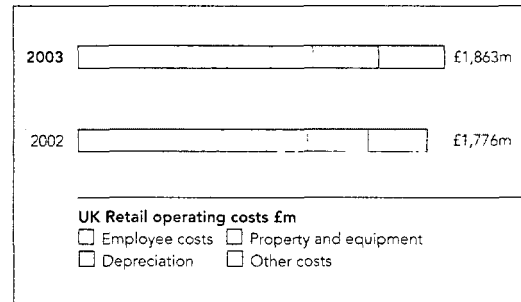 2003 £1,863m
2002 £1,776m
UK Retail operating costs £m
Employee costs Property and equipment
Depreciation Other costs